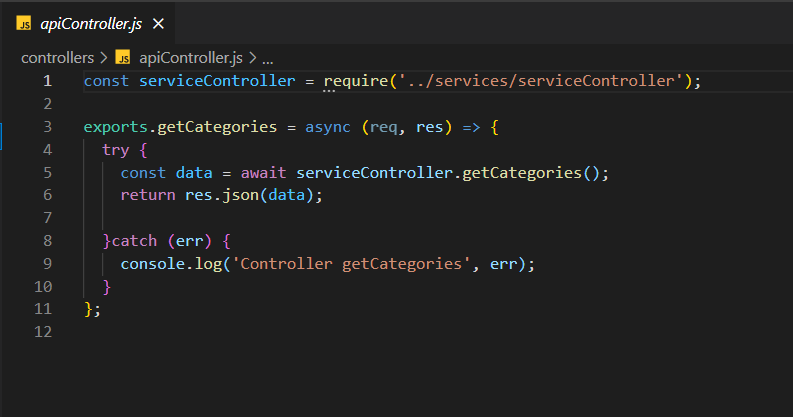 JS apiController.js ×
controllers > JS apiController.js > ...
1 const serviceController = require('../services/serviceController');
2
3 exports.getCategories = async (req, res) => {
4   try {
5     const data = await serviceController.getCategories();
6     return res.json(data);
7
8   }catch (err) {
9     console.log('Controller getCategories', err);
10   }
11 };
12